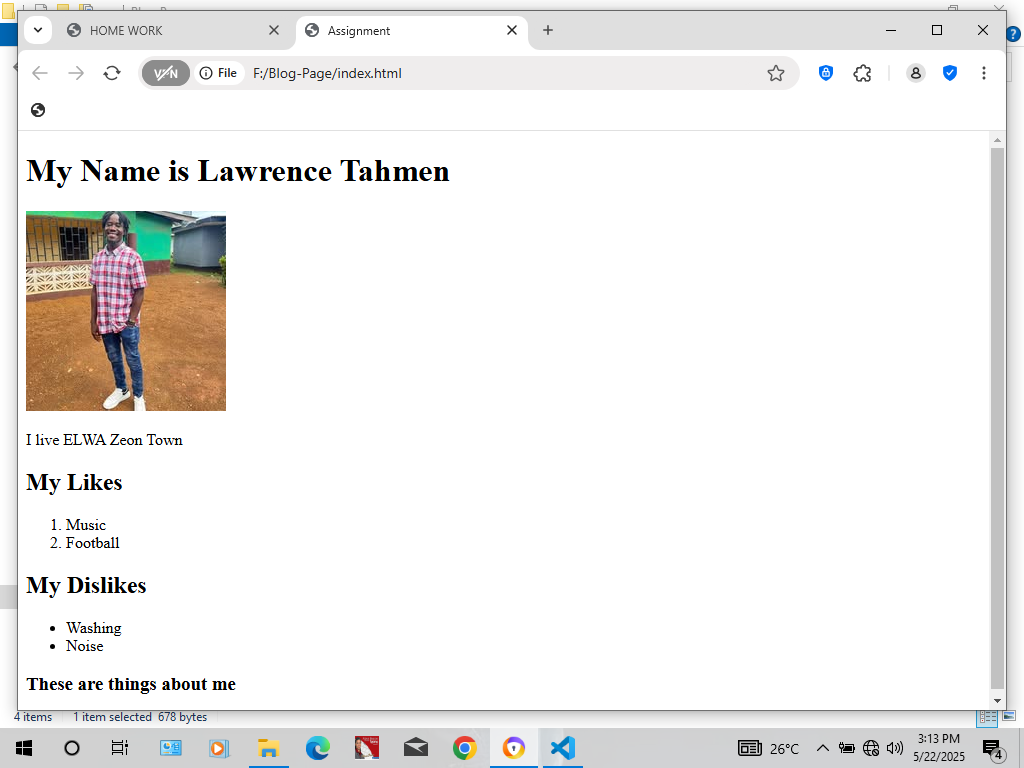 HOME WORK
Assignment
VPN
File
F:/Blog-Page/index.html
My Name is Lawrence Tahmen
I live ELWA Zeon Town
My Likes
1. Music
2. Football
My Dislikes
• Washing
• Noise
These are things about me
4 items 1 item selected 678 bytes
26°C
3:13 PM
5/22/2025
4